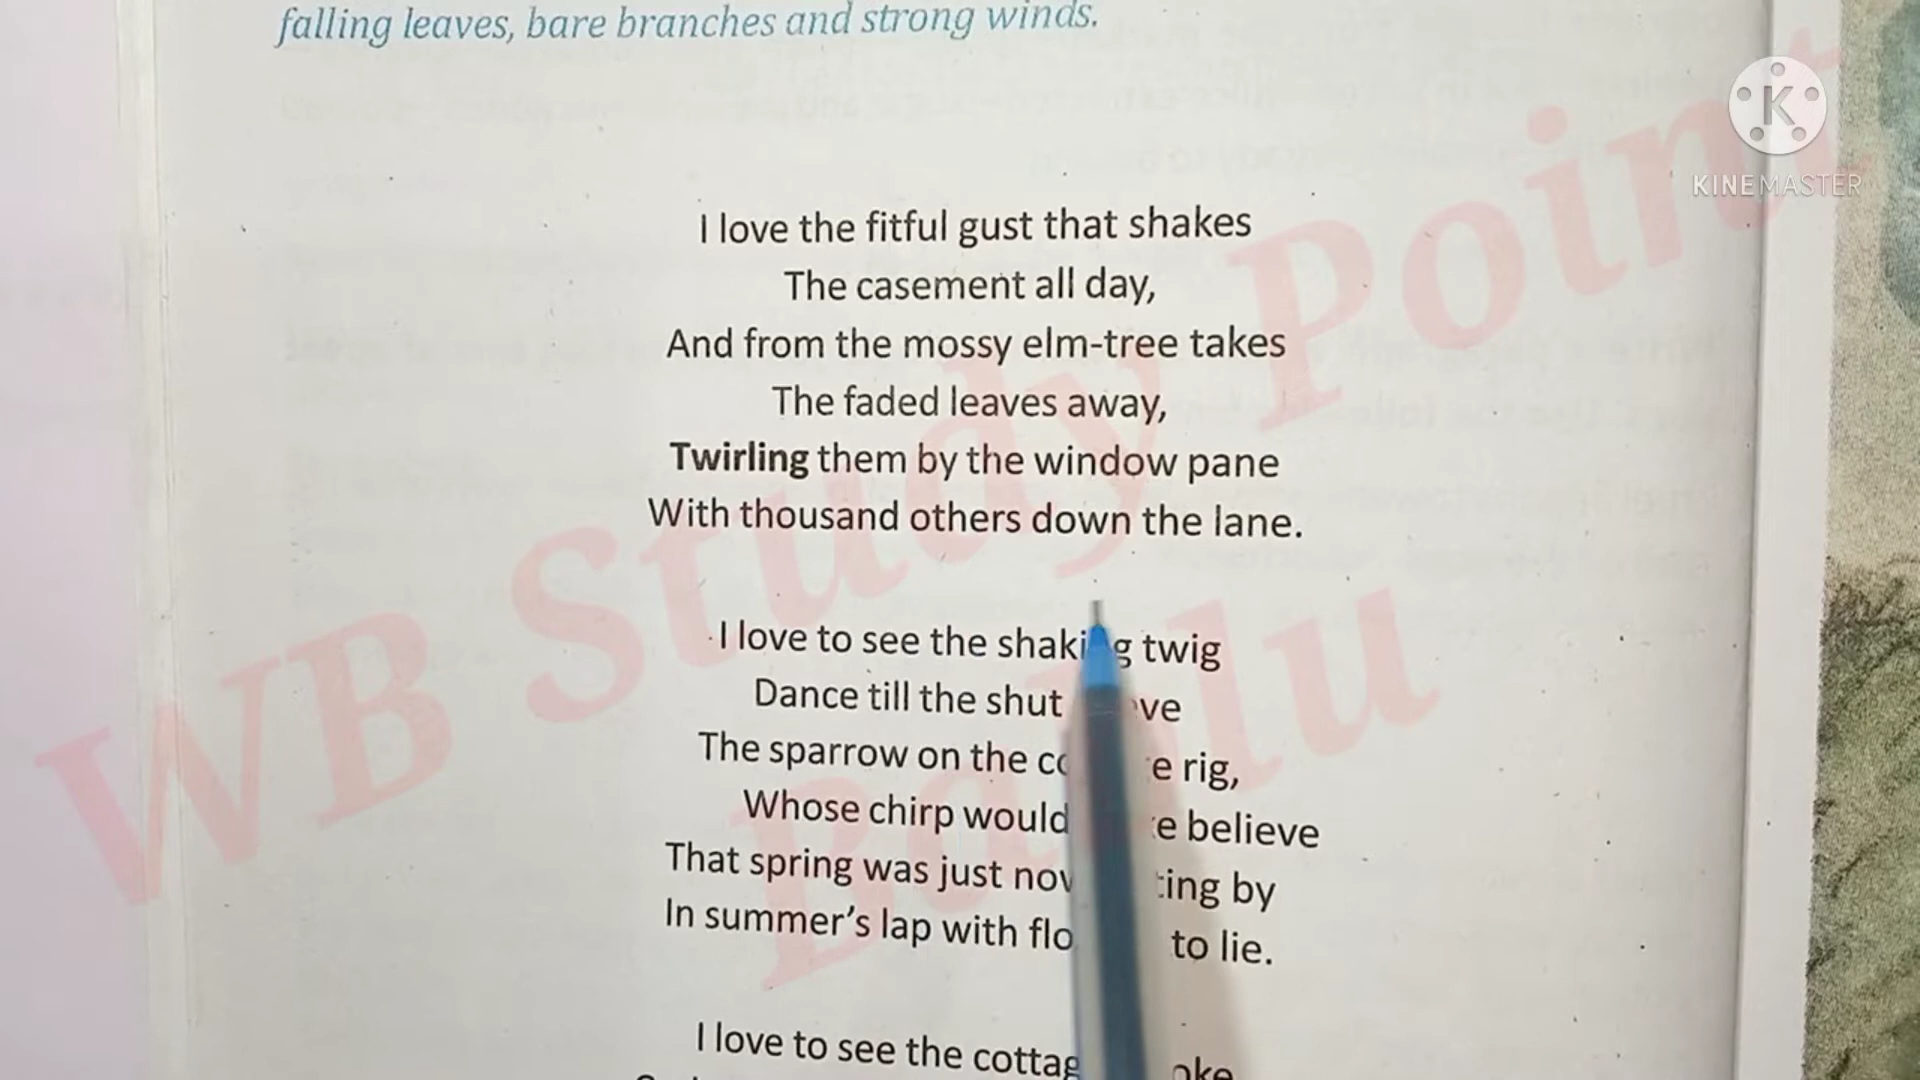 falling leaves, bare branches and strong winds.
K
KINEMASTER
I love the fitful gust that shakes
The casement all day,
And from the mossy elm-tree takes
The faded leaves away,
Twirling them by the window pane
With thousand others down the lane.
I love to see the shaking twig
Dance till the shut
The sparrow on the rig,
Whose chirp would believe
That spring was just by
In summer's lap with to lie.
I love to see the
WB Study Point
Bablu